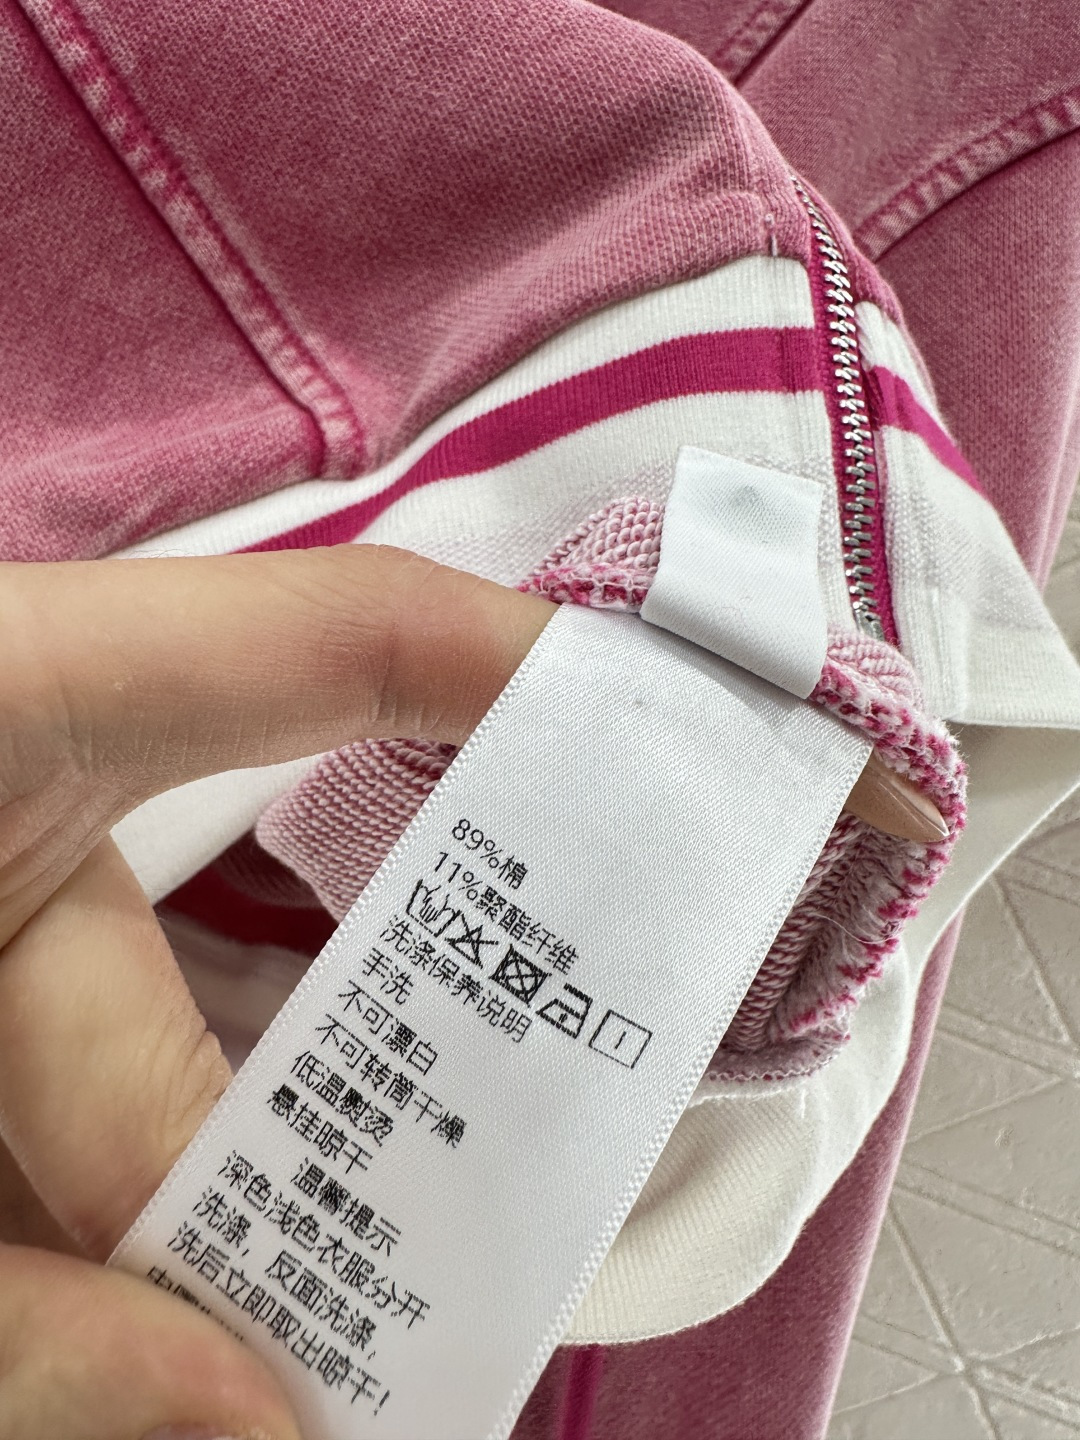 89%棉
11%聚酯纤维
洗涤保养说明
手洗
不可漂白
不可转筒干燥
低温熨烫
悬挂晾干
温馨提示
深色浅色衣服分开
洗涤，反面洗涤，
洗后立即取出晾干！